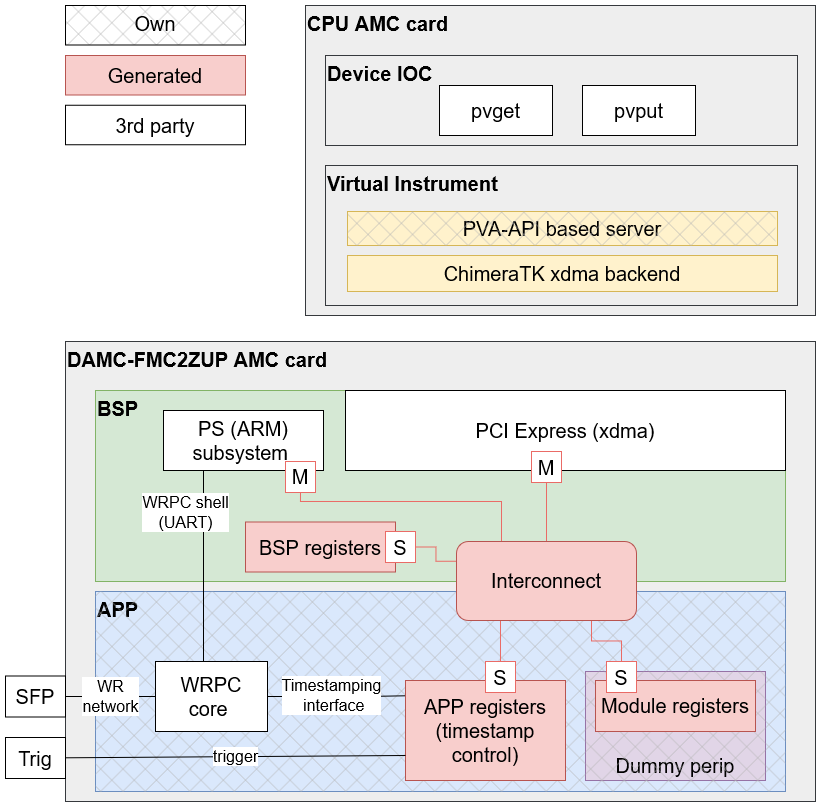 Own
Generated
3rd party
CPU AMC card
Device IOC
pvget
pvput
Virtual Instrument
PVA-API based server
ChimeraTK xdma backend
DAMC-FMC2ZUP AMC card
BSP
PS (ARM)
subsystem
PCI Express (xdma)
M
M
WRPC shell
(UART)
BSP registers
S
Interconnect
APP
SFP
WR
network
WRPC
core
Timestamping
interface
S
APP registers
(timestamp
control)
S
Module registers
Dummy perip
Trig
trigger